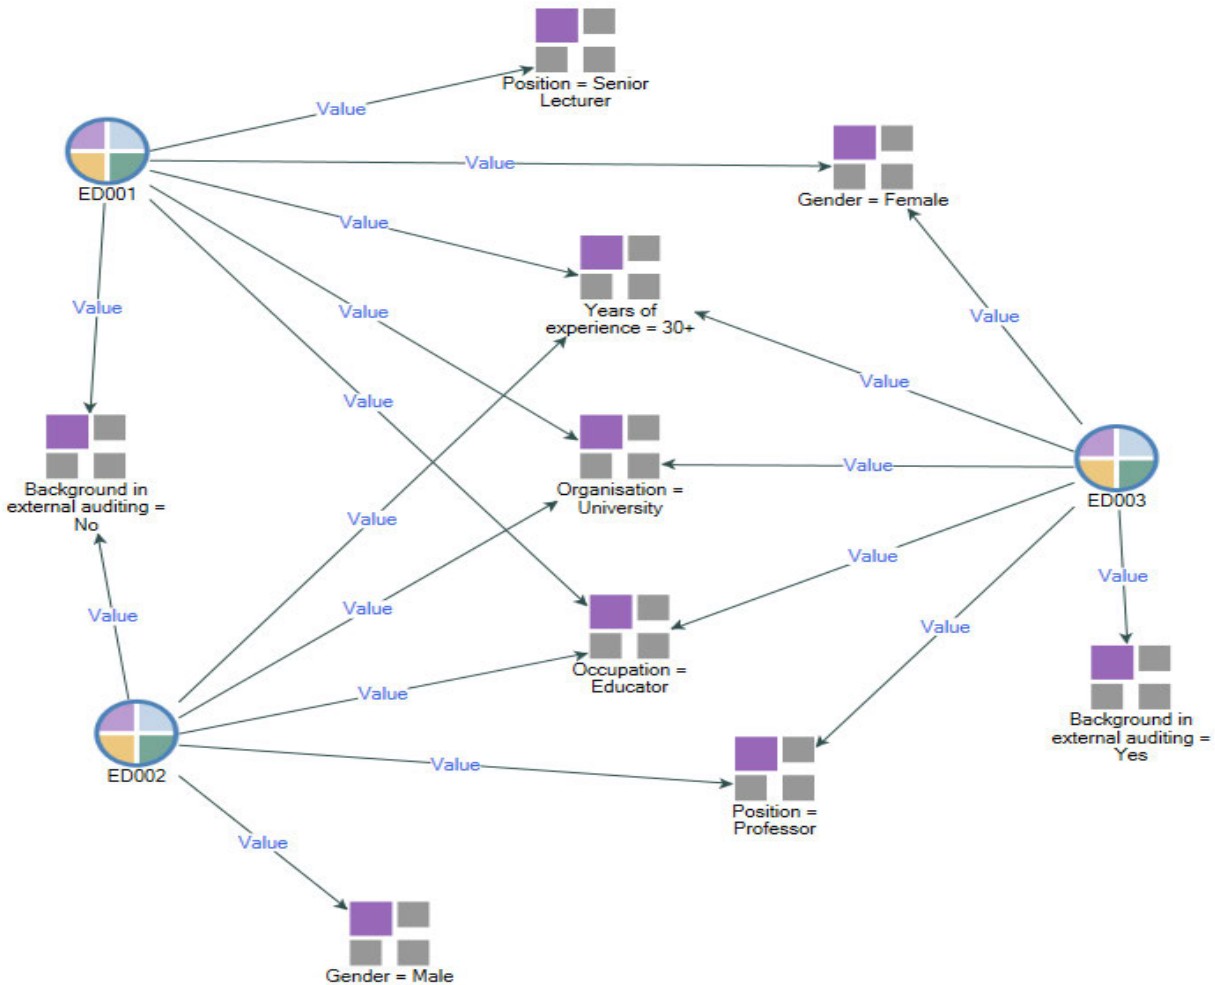 Position = Senior
Lecturer
Value
Value
ED001
Gender = Female
Value
Value
Value
Years of
experience = 30+
Value
Value
Value
Background in
external auditing =
No
Organisation =
University
Value
ED003
Value
Value
Value
Value
Value
Value
Occupation =
Educator
Value
Value
Background in
external auditing =
Yes
ED002
Value
Position =
Professor
Value
Gender = Male